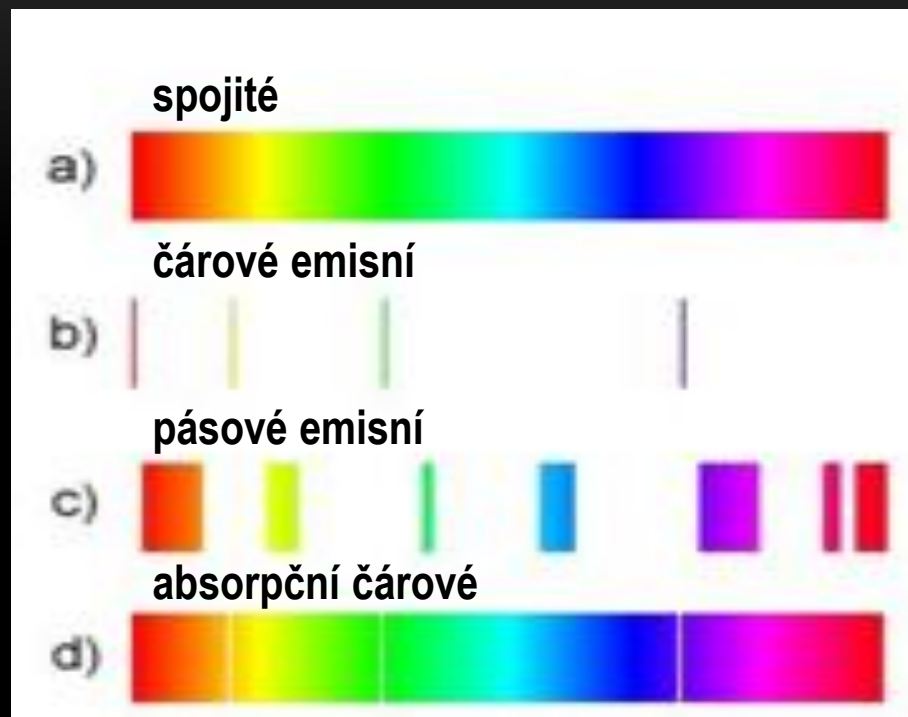 spojité
a)
čárové emisní
b)
pásové emisní
c)
absorpční čárové
d)